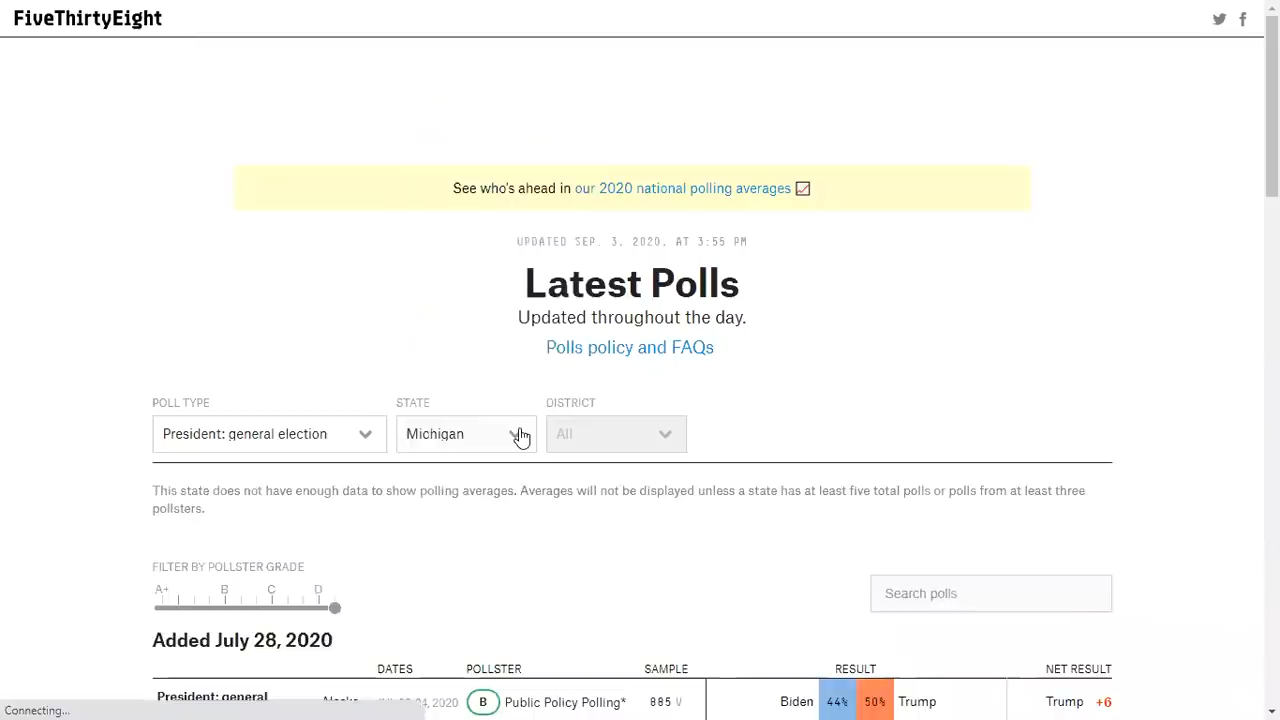 FiveThirtyEight
See who's ahead in our 2020 national polling averages
UPDATED SEP. 3, 2020, AT 3:55 PM
Latest Polls
Updated throughout the day.
Polls policy and FAQs
POLL TYPE STATE DISTRICT
President: general election Michigan All
This state does not have enough data to show polling averages. Averages will not be displayed unless a state has at least five total polls or polls from at least three
pollsters.
FILTER BY POLLSTER GRADE
A+ B C D
Search polls
Added July 28, 2020
DATES POLLSTER SAMPLE RESULT NET RESULT
President: general Alaska 2020 B Public Policy Polling* 885 V Biden 44% 50% Trump Trump +6
Connecting...